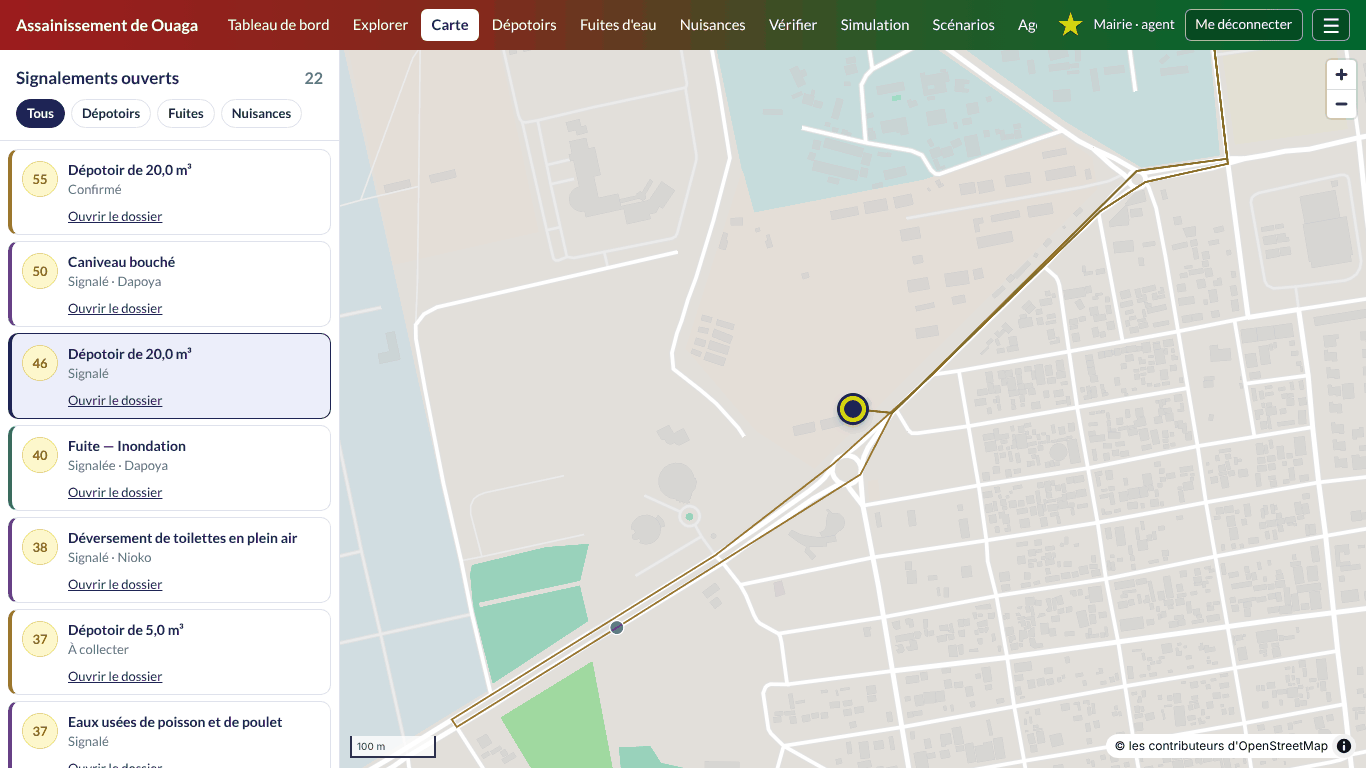 Assainissement de Ouaga
Tableau de bord
Explorer
Carte
Dépotoirs
Fuites d'eau
Nuisances
Vérifier
Simulation
Scénarios
Mairie · agent
Me déconnecter
Signalements ouverts
22
Tous
Dépotoirs
Fuites
Nuisances
55
Dépotoir de 20,0 m³
Confirmé
Ouvrir le dossier
50
Caniveau bouché
Signalé · Dapoya
Ouvrir le dossier
46
Dépotoir de 20,0 m³
Signalé
Ouvrir le dossier
40
Fuite — Inondation
Signalée · Dapoya
Ouvrir le dossier
38
Déversement de toilettes en plein air
Signalé · Nioko
Ouvrir le dossier
37
Dépotoir de 5,0 m³
À collecter
Ouvrir le dossier
37
Eaux usées de poisson et de poulet
Signalé
Ouvrir le dossier
+
−
100 m
© les contributeurs d'OpenStreetMap